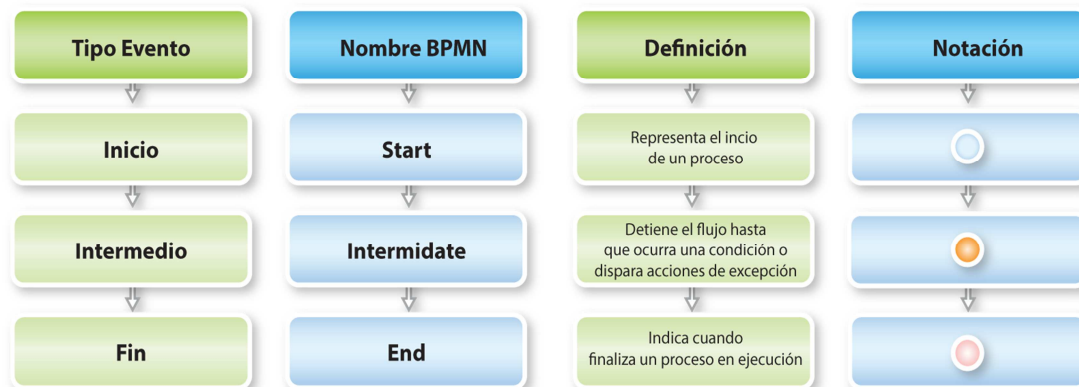 Tipo Evento
Nombre BPMN
Definición
Notación
Inicio
Start
Representa el incio
de un proceso
Intermedio
Intermidate
Detiene el flujo hasta
que ocurra una condición o
dispara acciones de excepción
Fin
End
Indica cuando
finaliza un proceso en ejecución